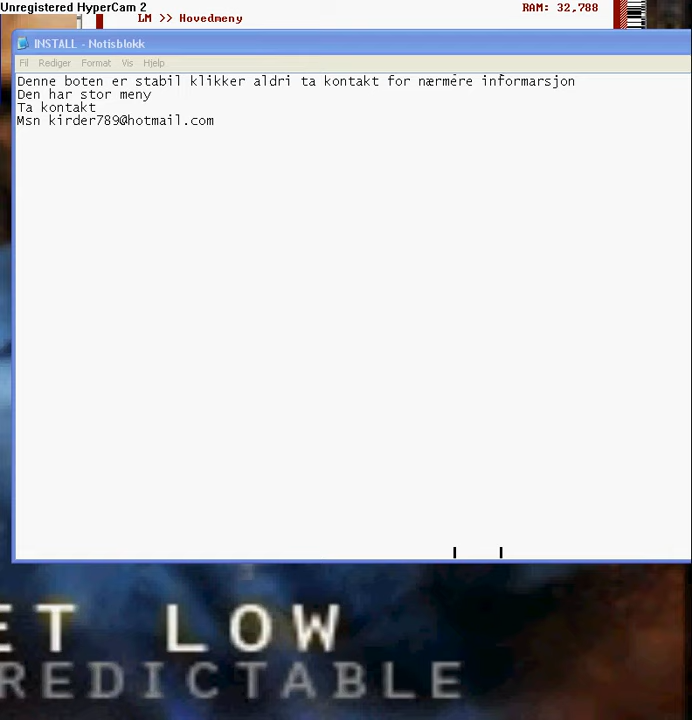 Unregistered HyperCam 2
RAM: 32,788
LM >> Hovedmeny
INSTALL - Notisblokk
Fil Rediger Format Vis Hjelp
Denne boten er stabil klikker aldri ta kontakt for nærmere informarsjon
Den har stor meny
Ta kontakt
Msn kirder789@hotmail.com
ET LOW
REDICTABLE